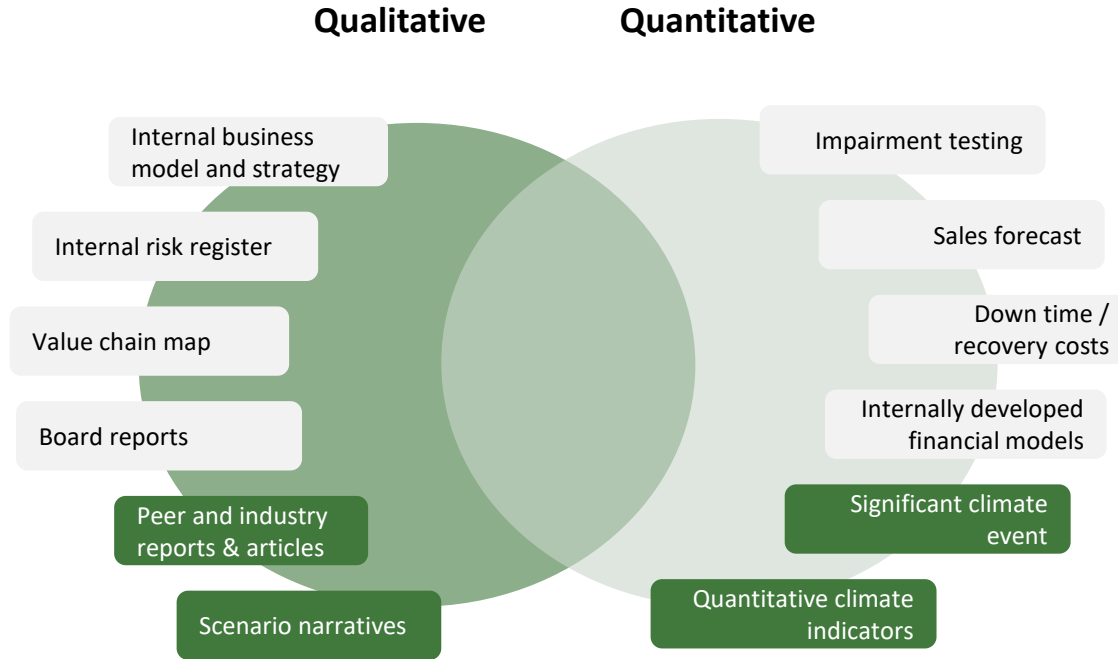 Qualitative
Quantitative
Internal business
model and strategy
Internal risk register
Value chain map
Board reports
Peer and industry
reports & articles
Scenario narratives
Impairment testing
Sales forecast
Down time /
recovery costs
Internally developed
financial models
Significant climate
event
Quantitative climate
indicators